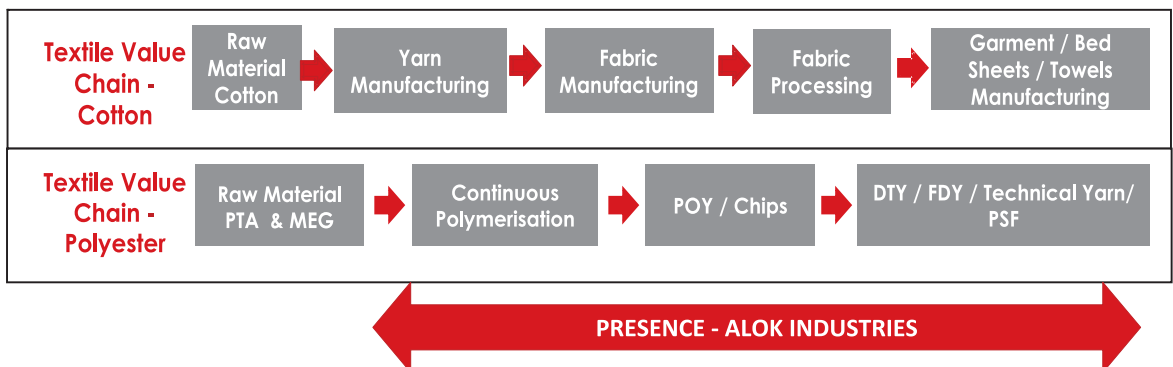 Textile Value
Chain -
Cotton
Raw
Material
Cotton
Yarn
Manufacturing
Fabric
Manufacturing
Fabric
Processing
Garment / Bed
Sheets / Towels
Manufacturing
Textile Value
Chain -
Polyester
Raw Material
PTA & MEG
Continuous
Polymerisation
POY / Chips
DTY / FDY / Technical Yarn/
PSF
PRESENCE - ALOK INDUSTRIES